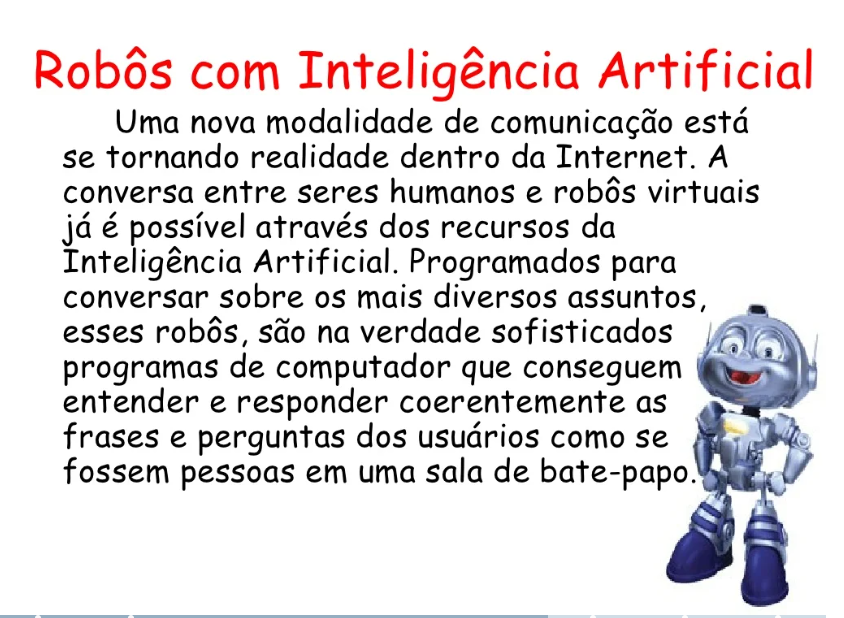 Robôs com Inteligência Artificial
Uma nova modalidade de comunicação está
se tornando realidade dentro da Internet. A
conversa entre seres humanos e robôs virtuais
já é possível através dos recursos da
Inteligência Artificial. Programados para
conversar sobre os mais diversos assuntos,
esses robôs, são na verdade sofisticados
programas de computador que conseguem
entender e responder coerentemente as
frases e perguntas dos usuários como se
fossem pessoas em uma sala de bate-papo.